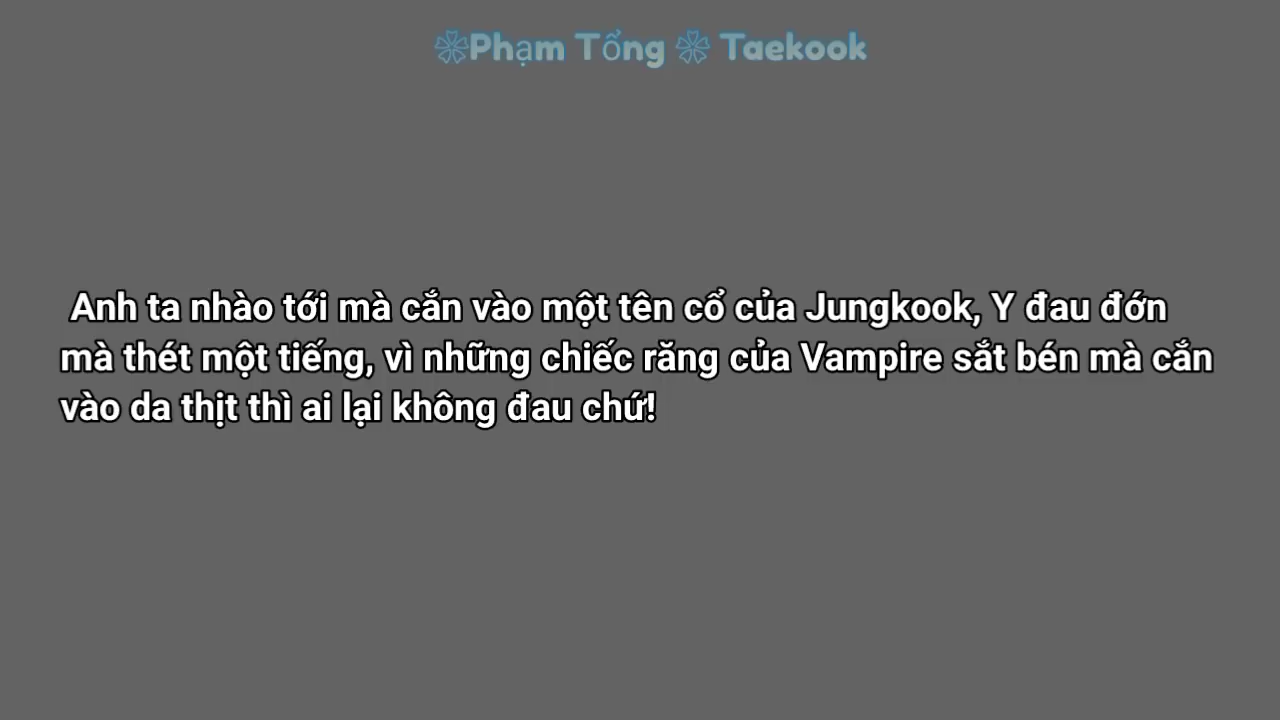 ❀Phạm Tổng ❀ Taekook
Anh ta nhào tới mà cắn vào một tên cổ của Jungkook, Y đau đớn
mà thét một tiếng, vì những chiếc răng của Vampire sắt bén mà cắn
vào da thịt thì ai lại không đau chứ!